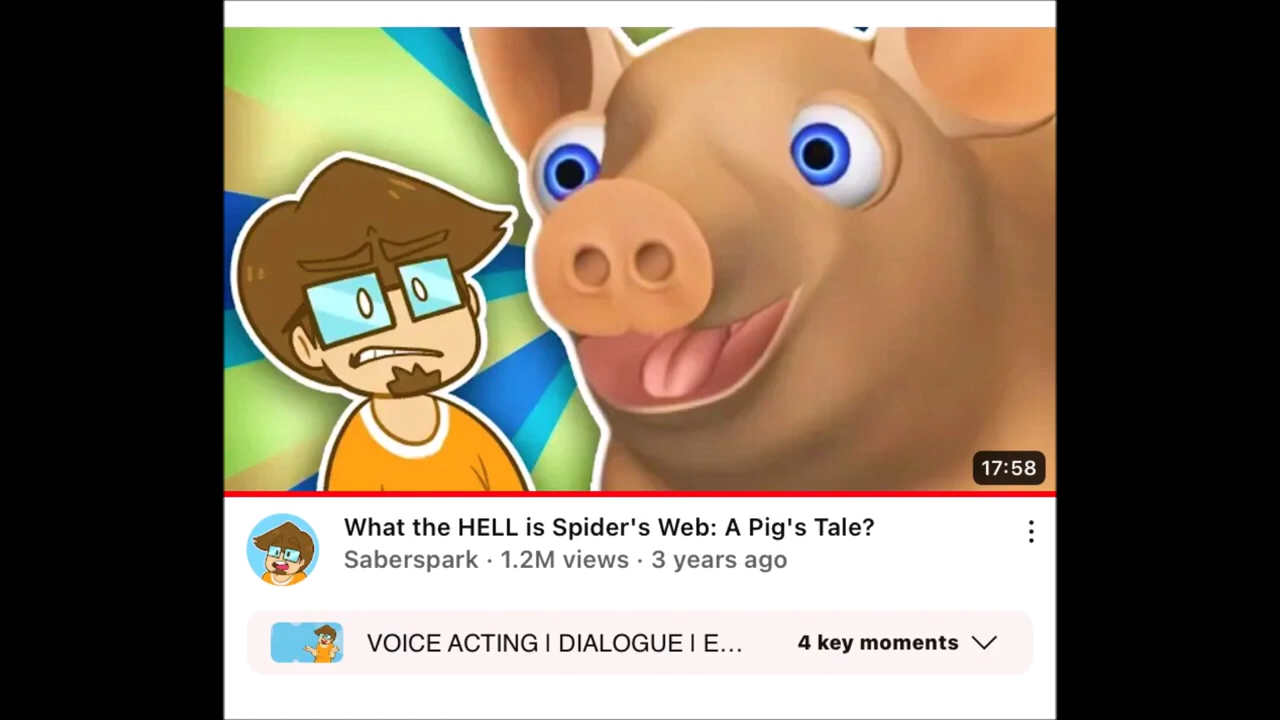 17:58
What the HELL is Spider's Web: A Pig's Tale?
Saberspark · 1.2M views · 3 years ago
VOICE ACTING | DIALOGUE | E... 4 key moments